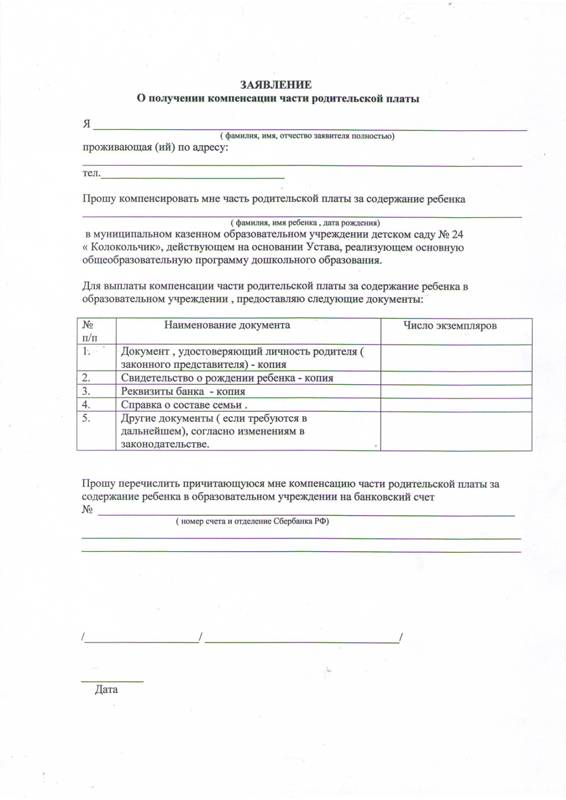 ЗАЯВЛЕНИЕ
О получении компенсации части родительской платы
Я
( фамилия, имя, отчество заявителя полностью)
проживающая (ий) по адресу:
тел.
Прошу компенсировать мне часть родительской платы за содержание ребенка
( фамилия, имя ребенка , дата рождения)
в муниципальном казенном образовательном учреждении детском саду № 24
« Колокольчик», действующем на основании Устава, реализующем основную
общеобразовательную программу дошкольного образования.
Для выплаты компенсации части родительской платы за содержание ребенка в
образовательном учреждении , предоставляю следующие документы:
№ Наименование документа Число экземпляров
п/п
1. Документ , удостоверяющий личность родителя (
законного представителя) - копия
2. Свидетельство о рождении ребенка - копия
3. Реквизиты банка - копия
4. Справка о составе семьи .
5. Другие документы ( если требуются в
дальнейшем), согласно изменениям в
законодательстве.
Прошу перечислить причитающуюся мне компенсацию части родительской платы за
содержание ребенка в образовательном учреждении на банковский счет
№
( номер счета и отделение Сбербанка РФ)
/ / /
Дата